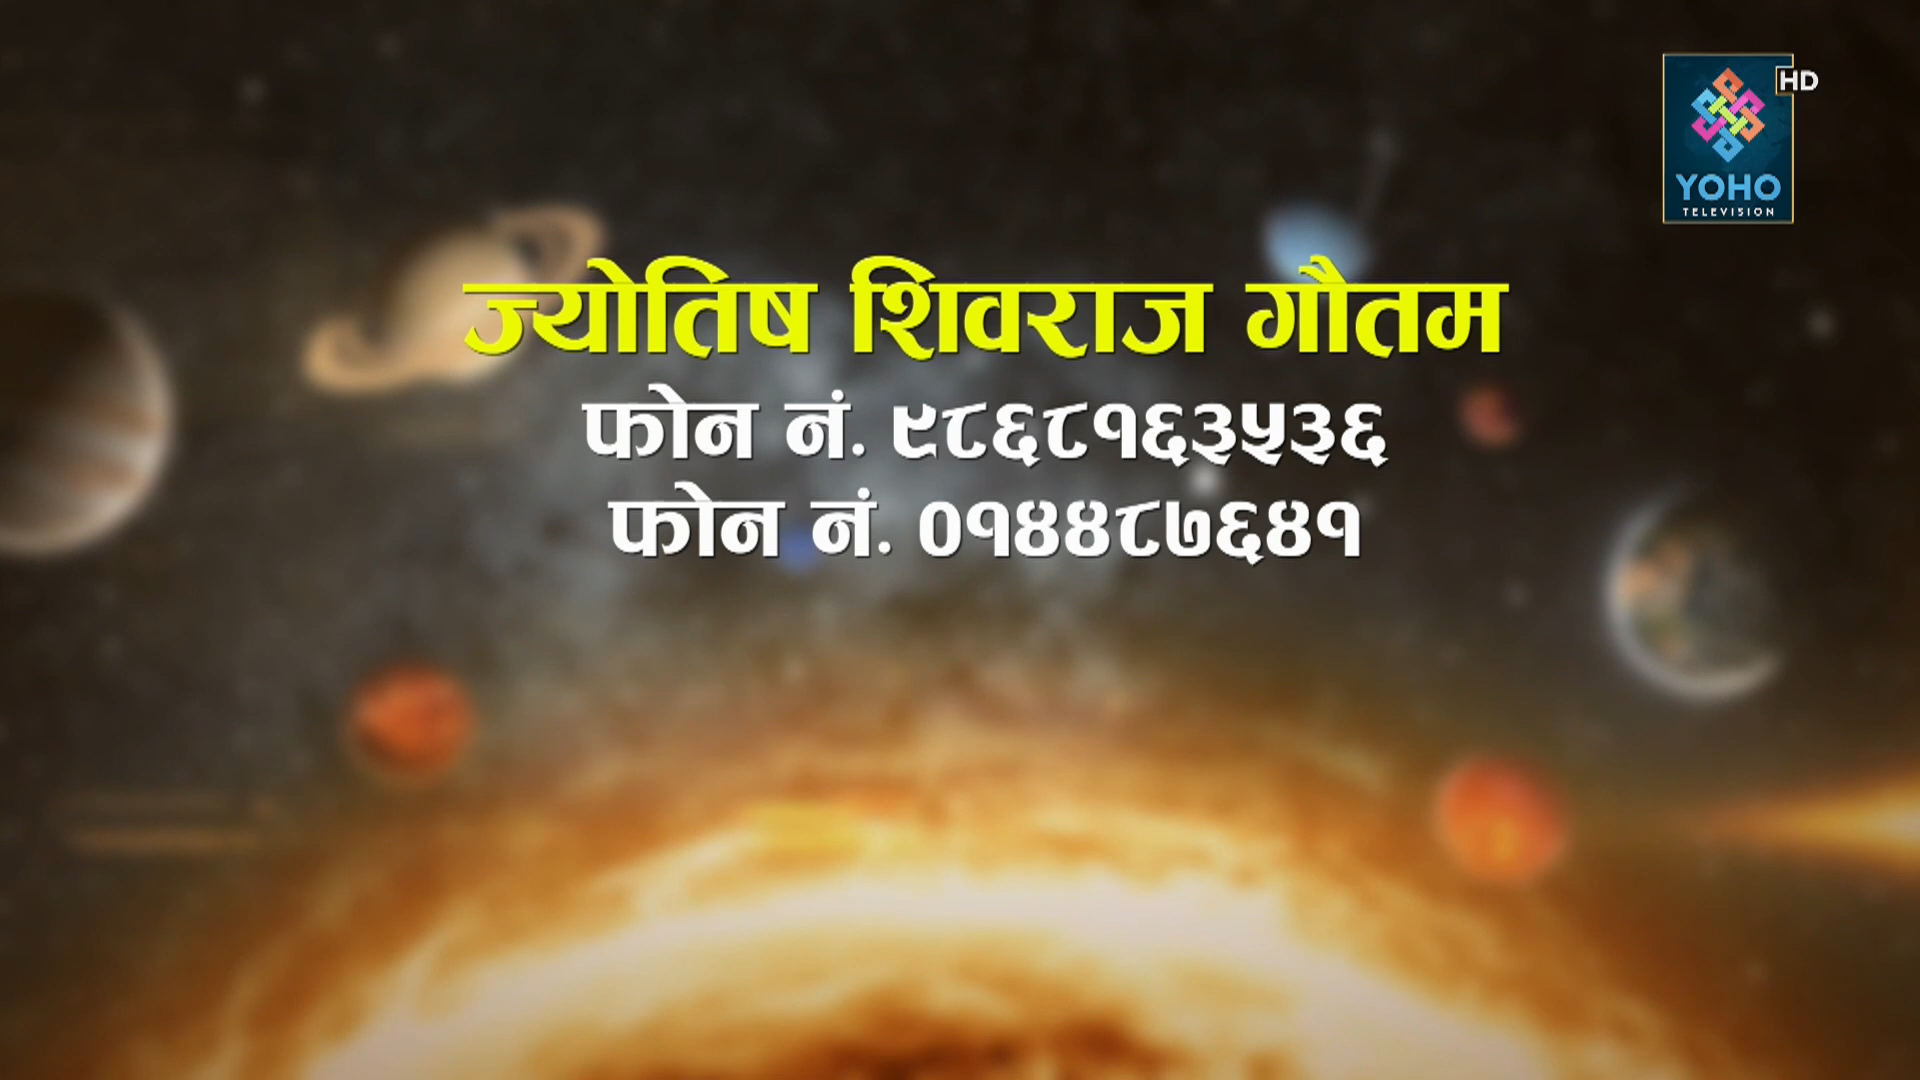 HD
YOHO
TELEVISION
ज्योतिष शिवराज गौतम
फोन नं. ९८६८१६३५३६
फोन नं. ०१४४८७६४१